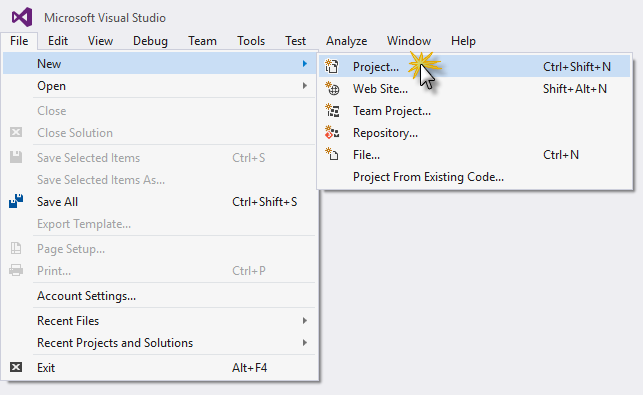 Microsoft Visual Studio
File Edit View Debug Team Tools Test Analyze Window Help
New
Open
Close
Close Solution
Save Selected Items Ctrl+S
Save Selected Items As...
Save All Ctrl+Shift+S
Export Template...
Page Setup...
Print... Ctrl+P
Account Settings...
Recent Files
Recent Projects and Solutions
Exit Alt+F4
Project... Ctrl+Shift+N
Web Site... Shift+Alt+N
Team Project...
Repository...
File... Ctrl+N
Project From Existing Code...